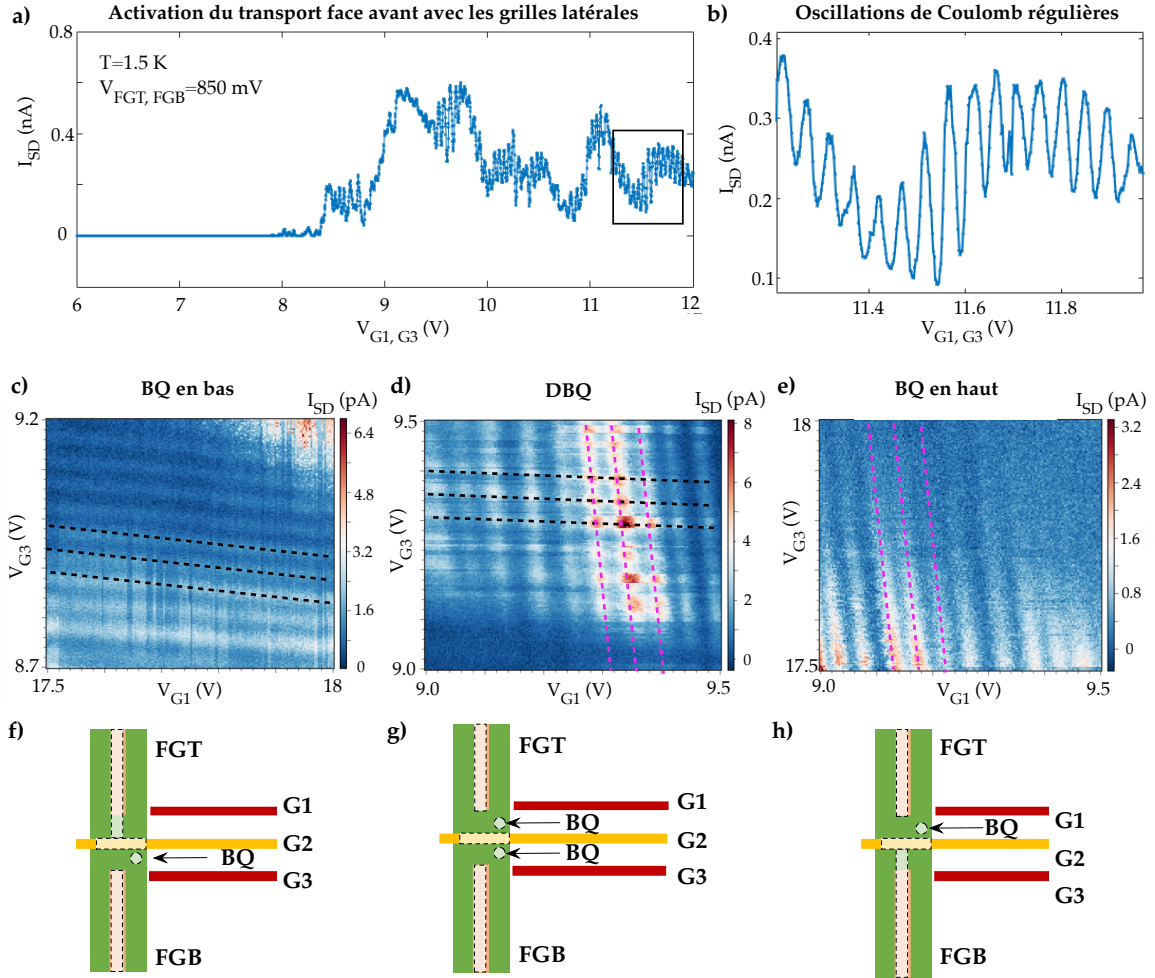 a) Activation du transport face avant avec les grilles latérales
0.8
0.4
0
I_SD (nA)
T=1.5 K
V_FGT, FGB=850 mV
6 7 8 9 10 11 12
V_G1, G3 (V)
b) Oscillations de Coulomb régulières
0.4
0.3
0.2
0.1
I_SD (nA)
11.4 11.6 11.8
V_G1, G3 (V)
c) BQ en bas
I_SD (pA)
9.2
8.7
V_G3 (V)
17.5 18
V_G1 (V)
6.4
4.8
3.2
1.6
0
d) DBQ
I_SD (pA)
9.5
9.0
V_G3 (V)
9.0 9.5
V_G1 (V)
8
6
4
2
0
e) BQ en haut
I_SD (pA)
18
17.5
V_G3 (V)
9.0 9.5
V_G1 (V)
3.2
2.4
1.6
0.8
0.0
f)
FGT
G1
G2
BQ
G3
FGB
g)
FGT
G1
BQ
G2
BQ
G3
FGB
h)
FGT
G1
BQ
G2
G3
FGB